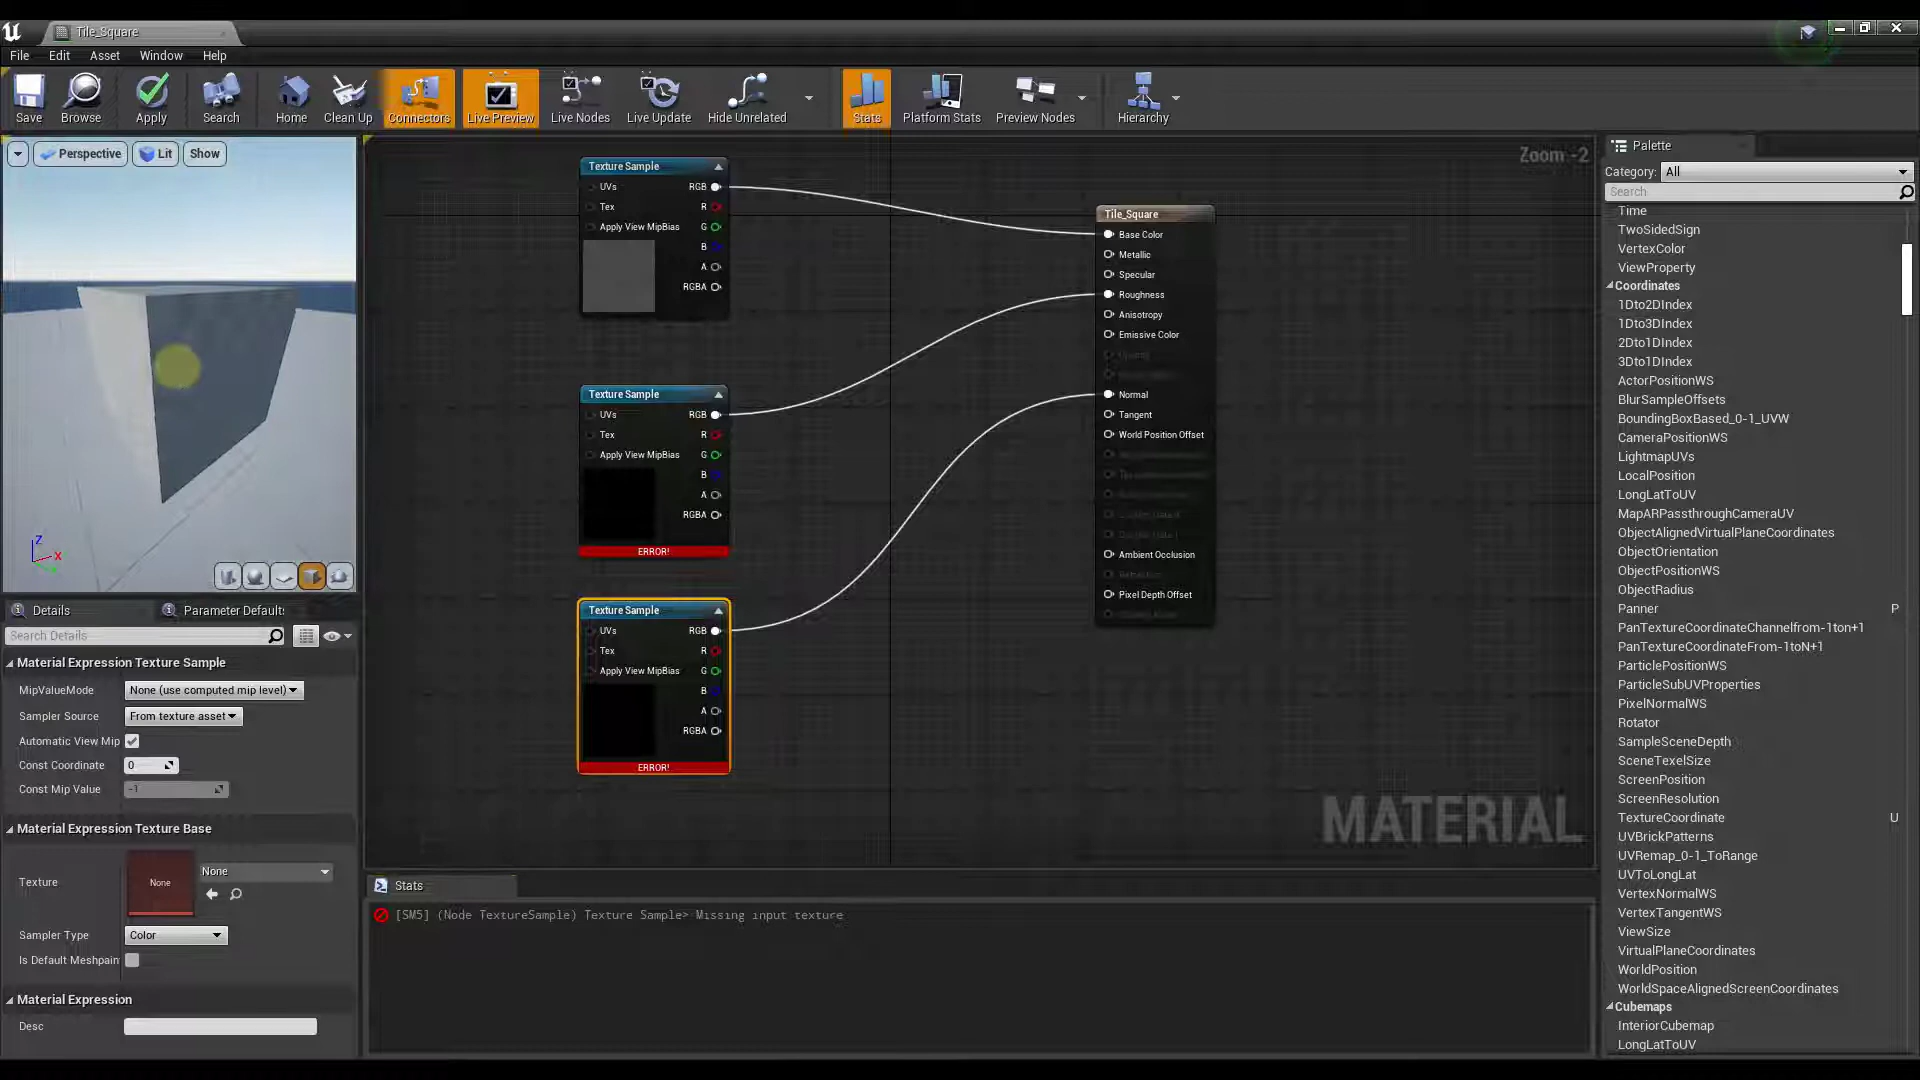 Tile_Square
File Edit Asset Window Help
Save Browse Apply Search Home Clean Up Connectors Live Preview Live Nodes Live Update Hide Unrelated Stats Platform Stats Preview Nodes Hierarchy
Perspective Lit Show
Z
X
Zoom -2
Texture Sample
UVs RGB
Tex R
Apply View MipBias G
B
A
RGBA
Texture Sample
UVs RGB
Tex R
Apply View MipBias G
B
A
RGBA
ERROR!
Texture Sample
UVs RGB
Tex R
Apply View MipBias G
B
A
RGBA
ERROR!
Tile_Square
Base Color
Metallic
Specular
Roughness
Anisotropy
Emissive Color
Normal
Tangent
World Position Offset
Ambient Occlusion
Pixel Depth Offset
MATERIAL
Details Parameter Defaults
Search Details
Material Expression Texture Sample
MipValueMode None (use computed mip level)
Sampler Source From texture asset
Automatic View Mip
Const Coordinate 0
Const Mip Value -1
Material Expression Texture Base
Texture None None
Sampler Type Color
Is Default Meshpain
Material Expression
Desc
Stats
[SM5] (Node TextureSample) Texture Sample> Missing input texture
Palette
Category: All
Search
Time
TwoSidedSign
VertexColor
ViewProperty
Coordinates
1Dto2DIndex
1Dto3DIndex
2Dto1DIndex
3Dto1DIndex
ActorPositionWS
BlurSampleOffsets
BoundingBoxBased_0-1_UVW
CameraPositionWS
LightmapUVs
LocalPosition
LongLatToUV
MapARPassthroughCameraUV
ObjectAlignedVirtualPlaneCoordinates
ObjectOrientation
ObjectPositionWS
ObjectRadius
Panner P
PanTextureCoordinateChannelfrom-1ton+1
PanTextureCoordinateFrom-1toN+1
ParticlePositionWS
ParticleSubUVProperties
PixelNormalWS
Rotator
SampleSceneDepth
SceneTexelSize
ScreenPosition
ScreenResolution
TextureCoordinate U
UVBrickPatterns
UVRemap_0-1_ToRange
UVToLongLat
VertexNormalWS
VertexTangentWS
ViewSize
VirtualPlaneCoordinates
WorldPosition
WorldSpaceAlignedScreenCoordinates
Cubemaps
InteriorCubemap
LongLatToUV